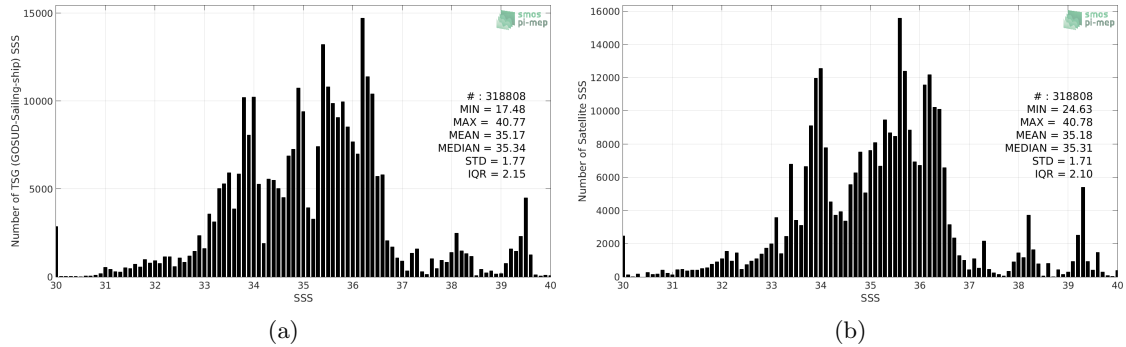 15000
10000
5000
0
30 31 32 33 34 35 36 37 38 39 40
SSS
Number of TSG (GOSUD-Sailing-ship) SSS
smos
pi-mep
# : 318808
MIN = 17.48
MAX = 40.77
MEAN = 35.17
MEDIAN = 35.34
STD = 1.77
IQR = 2.15
(a)
16000
14000
12000
10000
8000
6000
4000
2000
0
30 31 32 33 34 35 36 37 38 39 40
SSS
Number of Satellite SSS
smos
pi-mep
# : 318808
MIN = 24.63
MAX = 40.78
MEAN = 35.18
MEDIAN = 35.31
STD = 1.71
IQR = 2.10
(b)